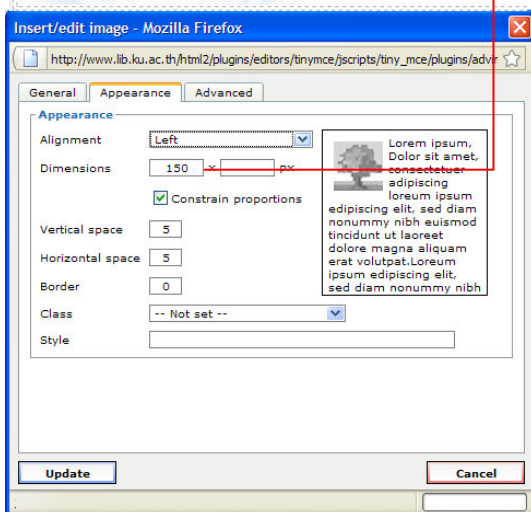 Insert/edit image - Mozilla Firefox
http://www.lib.ku.ac.th/html2/plugins/editors/tinymce/jscripts/tiny_mce/plugins/advir
General Appearance Advanced
Appearance
Alignment Left
Dimensions 150 x px
Constrain proportions
Vertical space 5
Horizontal space 5
Border 0
Class -- Not set --
Style
Lorem ipsum,
Dolor sit amet,
consectetuer
adipiscing
loreum ipsum
edipiscing elit, sed diam
nonummy nibh euismod
tincidunt ut laoreet
dolore magna aliquam
erat volutpat.Loreum
ipsum edipiscing elit,
sed diam nonummy nibh
Update Cancel